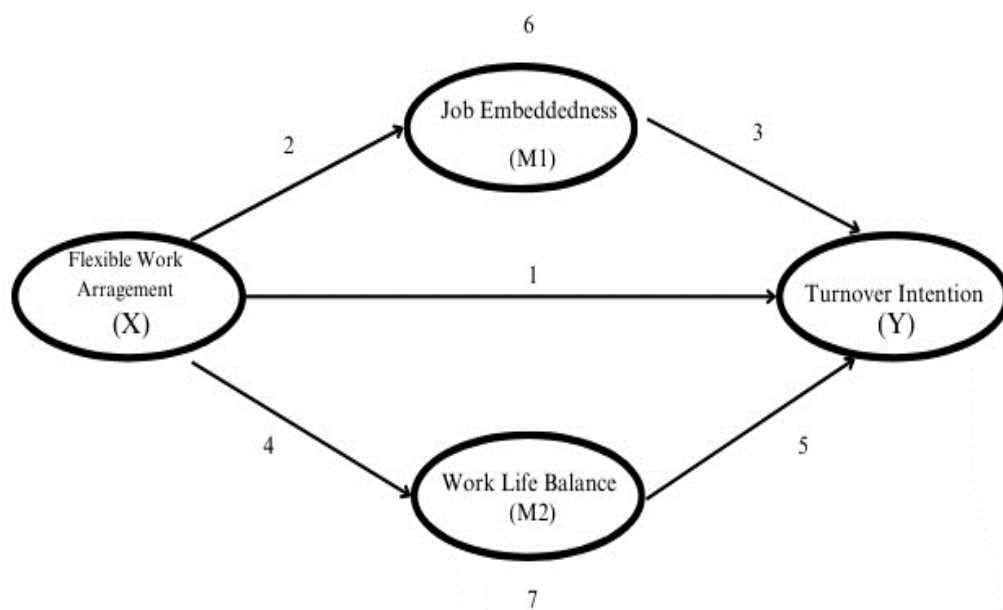 6
Job Embeddedness
(M1)
2
3
Flexible Work
Arragement
(X)
1
Turnover Intention
(Y)
4
5
Work Life Balance
(M2)
7